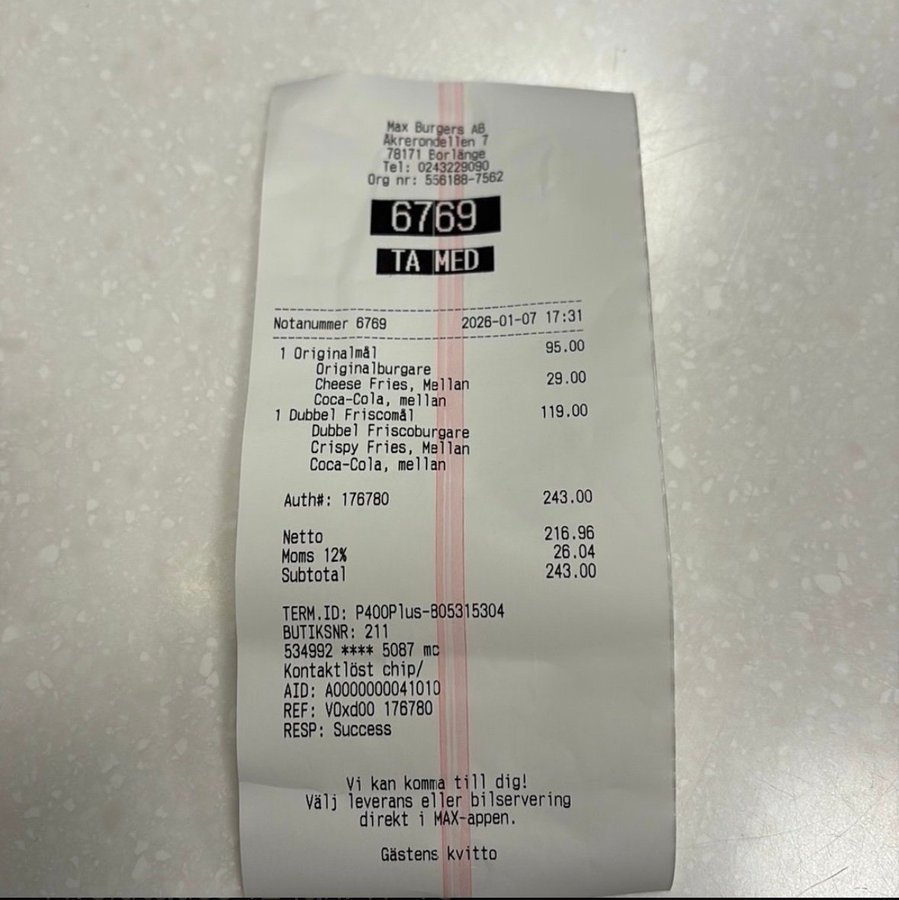 Max Burgers AB
Åkrerondellen 7
78171 Borlänge
Tel: 0243229090
Org nr: 556188-7562
6769
TA MED
Notanummer 6769 2026-01-07 17:31
1 Originalmål 95.00
Originalburgare
Cheese Fries, Mellan 29.00
Coca-Cola, mellan
1 Dubbel Friscomål 119.00
Dubbel Friscoburgare
Crispy Fries, Mellan
Coca-Cola, mellan
Auth#: 176780 243.00
Netto 216.96
Moms 12% 26.04
Subtotal 243.00
TERM.ID: P400Plus-805315304
BUTIKSNR: 211
534992 **** 5087 mc
Kontaktlöst chip/
AID: A0000000041010
REF: VOxd00 176780
RESP: Success
Vi kan komma till dig!
Välj leverans eller bilservering
direkt i MAX-appen.
Gästens kvitto